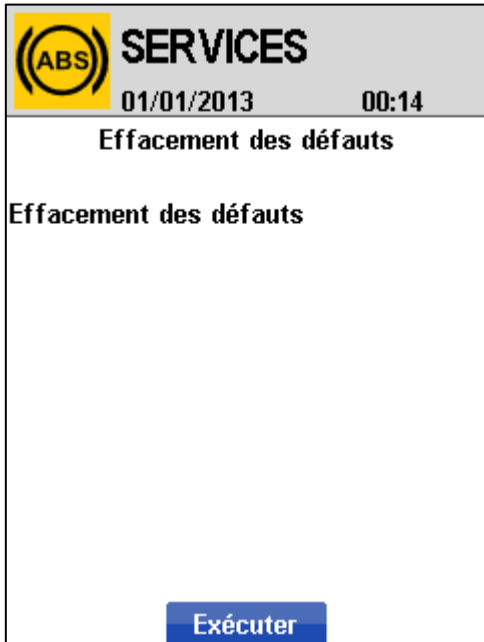 ABS
SERVICES
01/01/2013 00:14
Effacement des défauts
Effacement des défauts
Exécuter